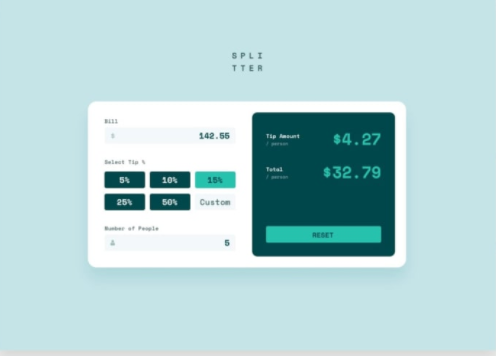 SPLI
TTER
Bill
$ 142.55
Select Tip %
5% 10% 15%
25% 50% Custom
Number of People
5
Tip Amount
/ person
$4.27
Total
/ person
$32.79
RESET